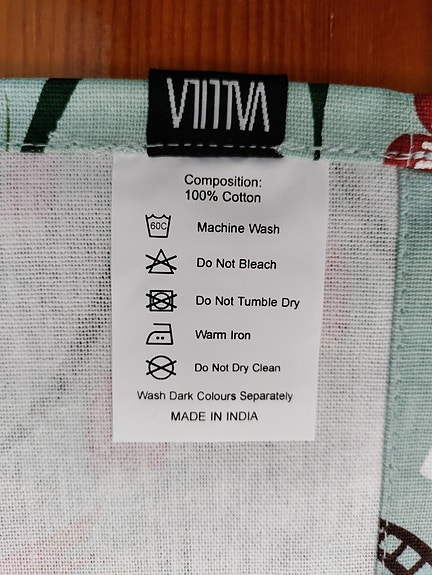 Composition:
100% Cotton
60C Machine Wash
Do Not Bleach
Do Not Tumble Dry
Warm Iron
Do Not Dry Clean
Wash Dark Colours Separately
MADE IN INDIA